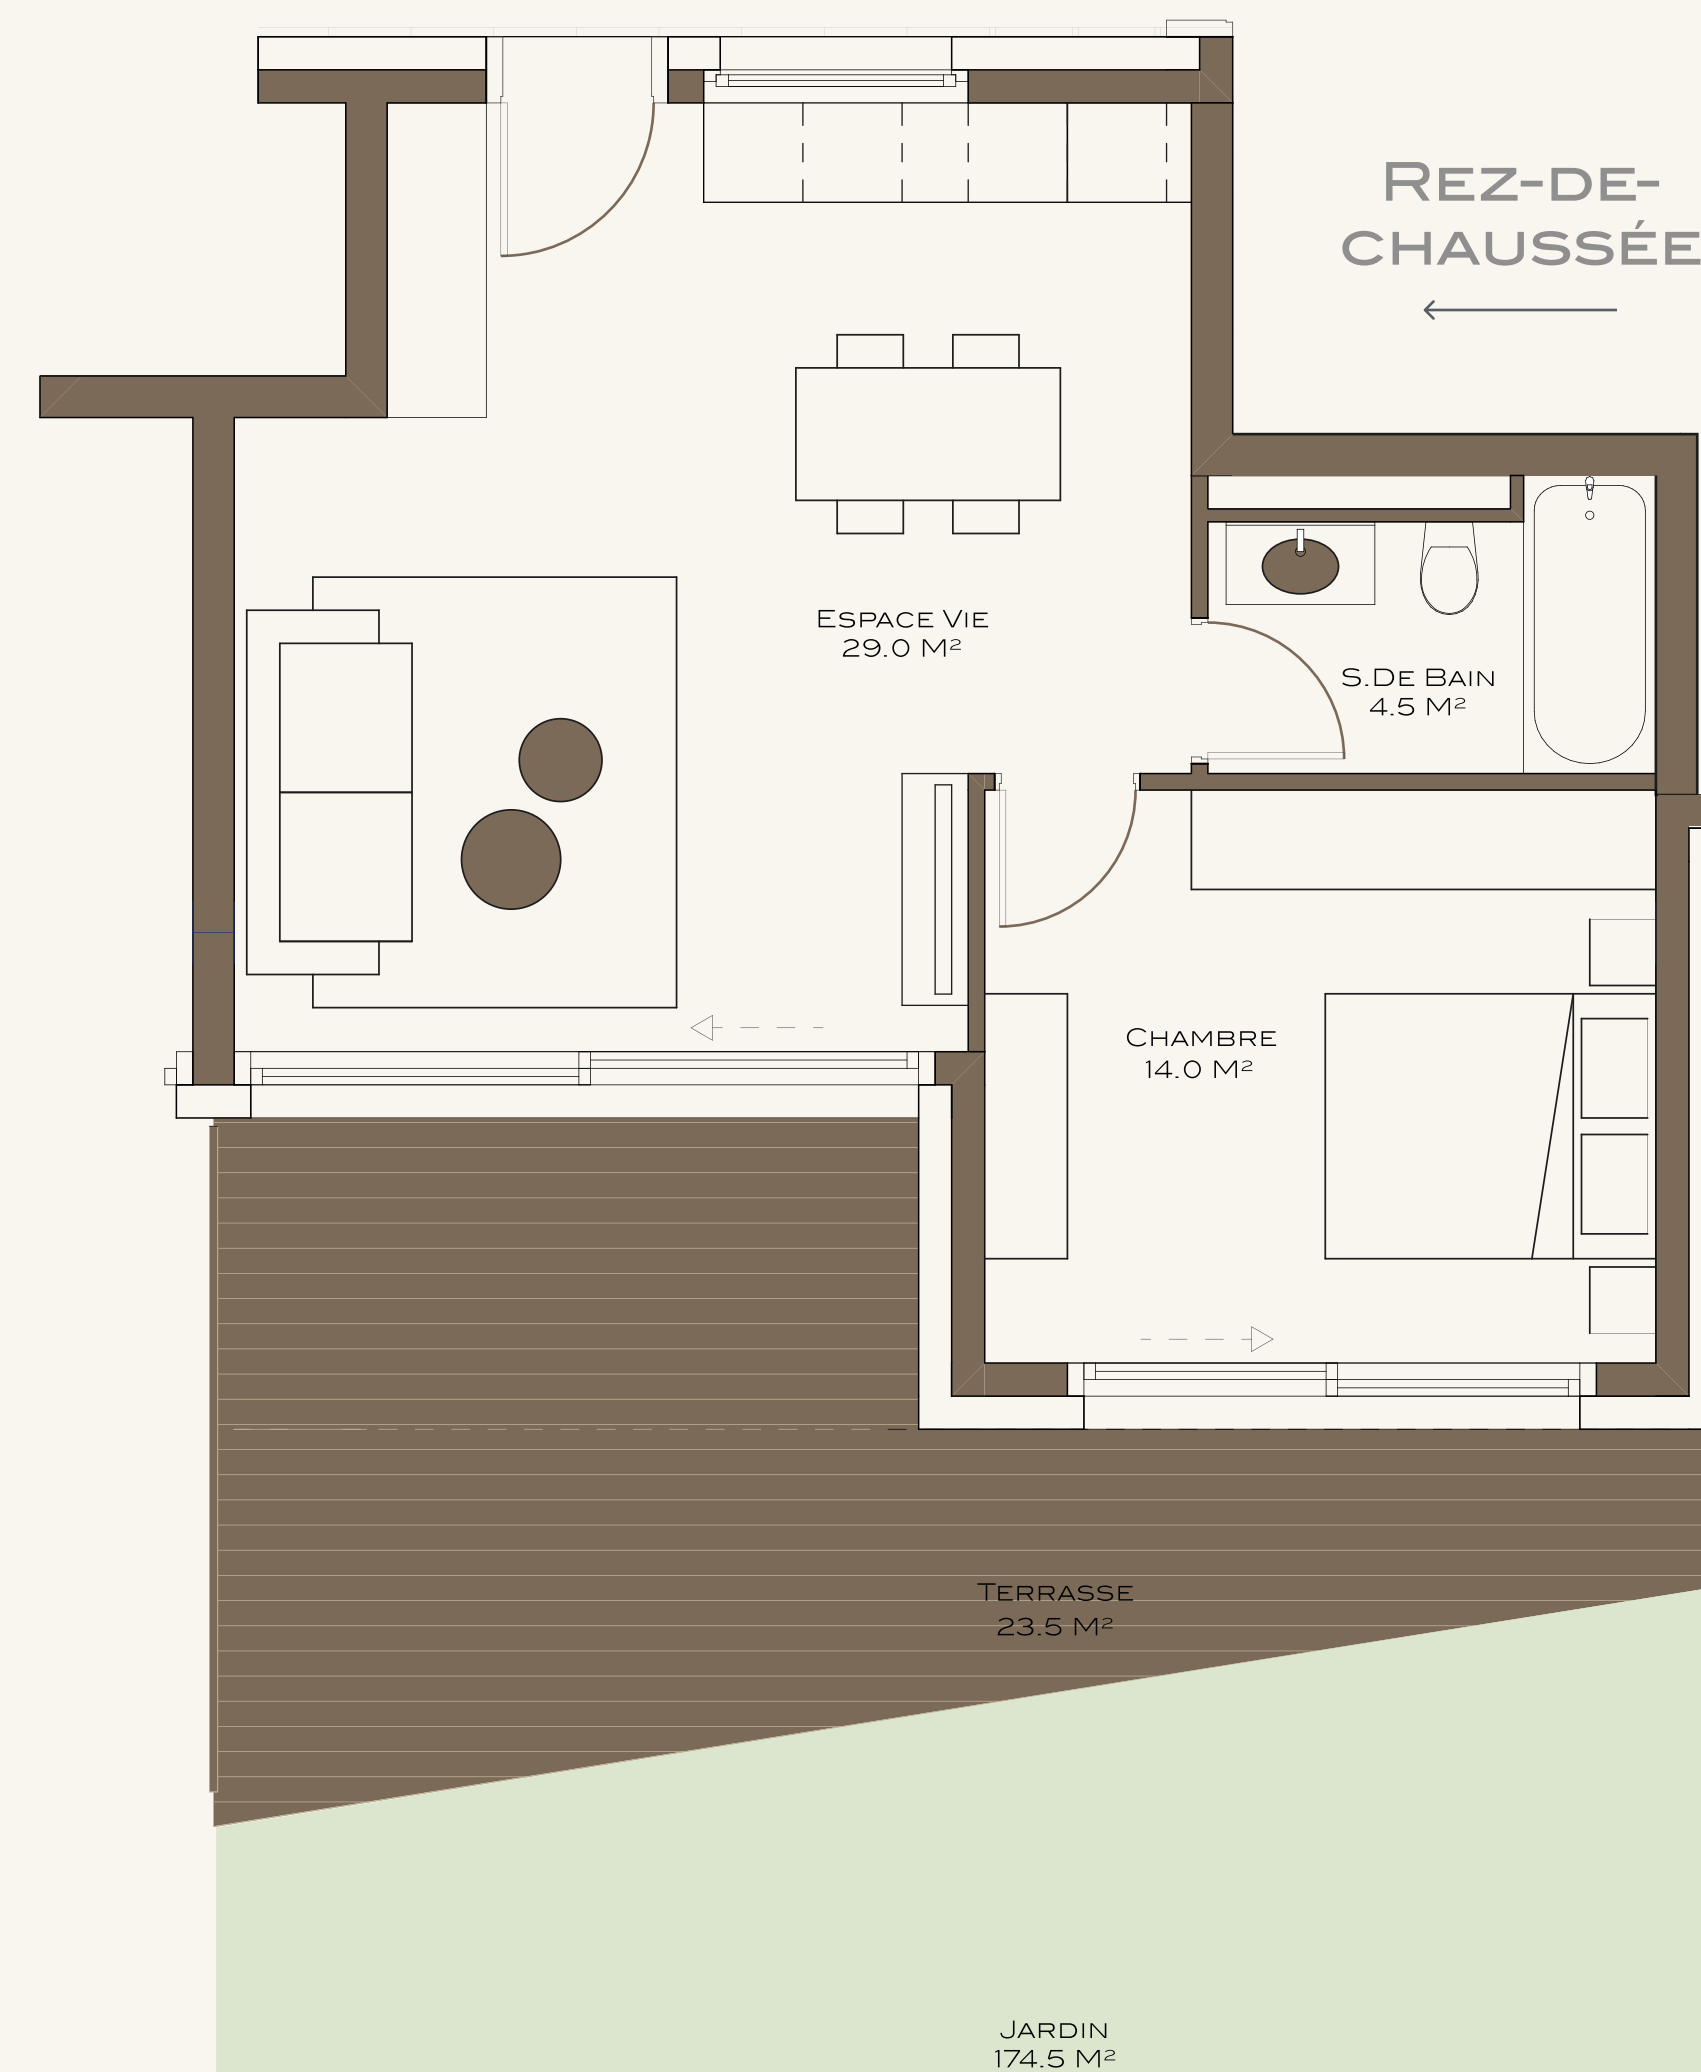 REZ-DE-
CHAUSSÉE
ESPACE VIE
29.0 M²
S.DE BAIN
4.5 M²
CHAMBRE
14.0 M²
TERRASSE
23.5 M²
JARDIN
174.5 M²